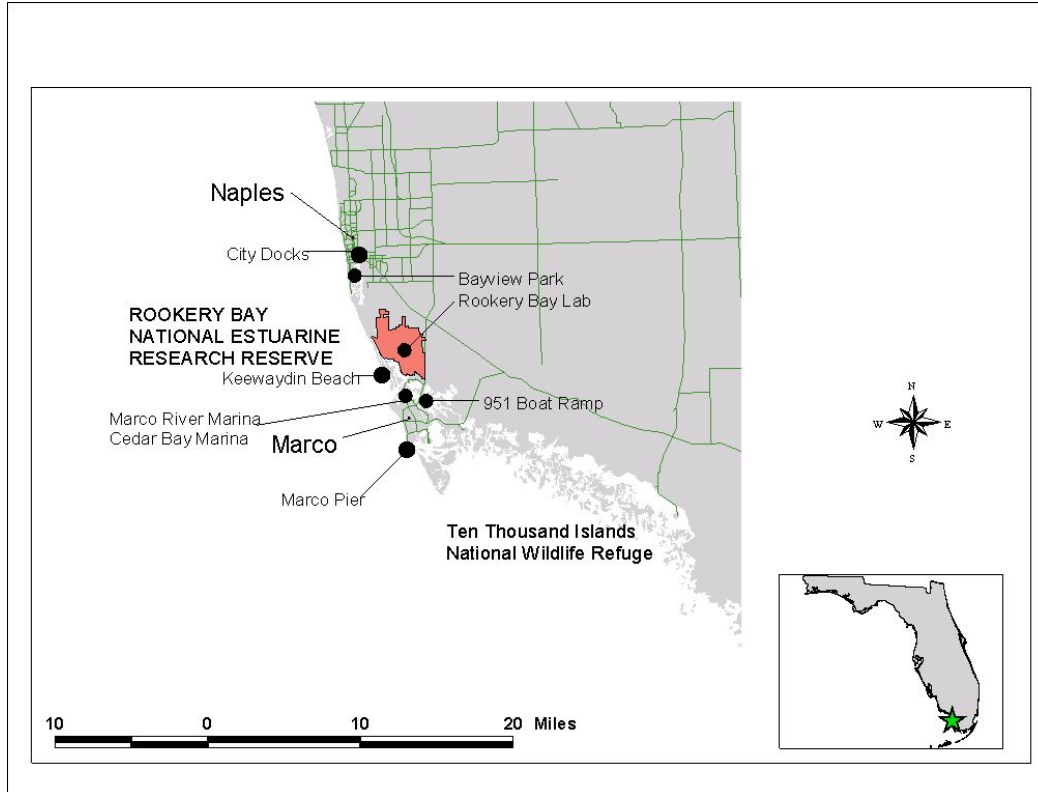 Naples
City Docks
Bayview Park
Rookery Bay Lab
ROOKERY BAY
NATIONAL ESTUARINE
RESEARCH RESERVE
Keewaydin Beach
951 Boat Ramp
Marco River Marina
Cedar Bay Marina
Marco
Marco Pier
Ten Thousand Islands
National Wildlife Refuge
N
W E
S
10 0 10 20 Miles